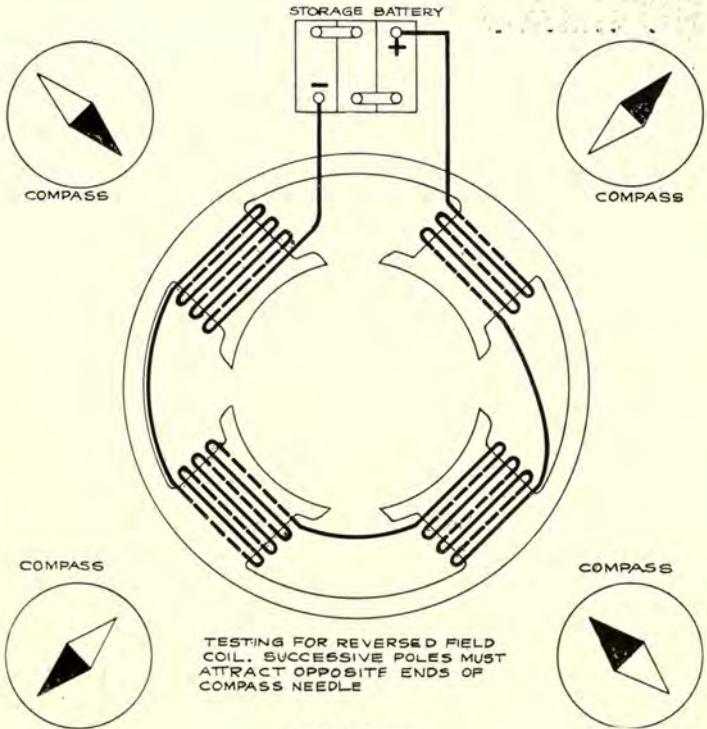 STORAGE BATTERY
+
-
COMPASS
COMPASS
COMPASS
COMPASS
TESTING FOR REVERSED FIELD
COIL. SUCCESSIVE POLES MUST
ATTRACT OPPOSITE ENDS OF
COMPASS NEEDLE